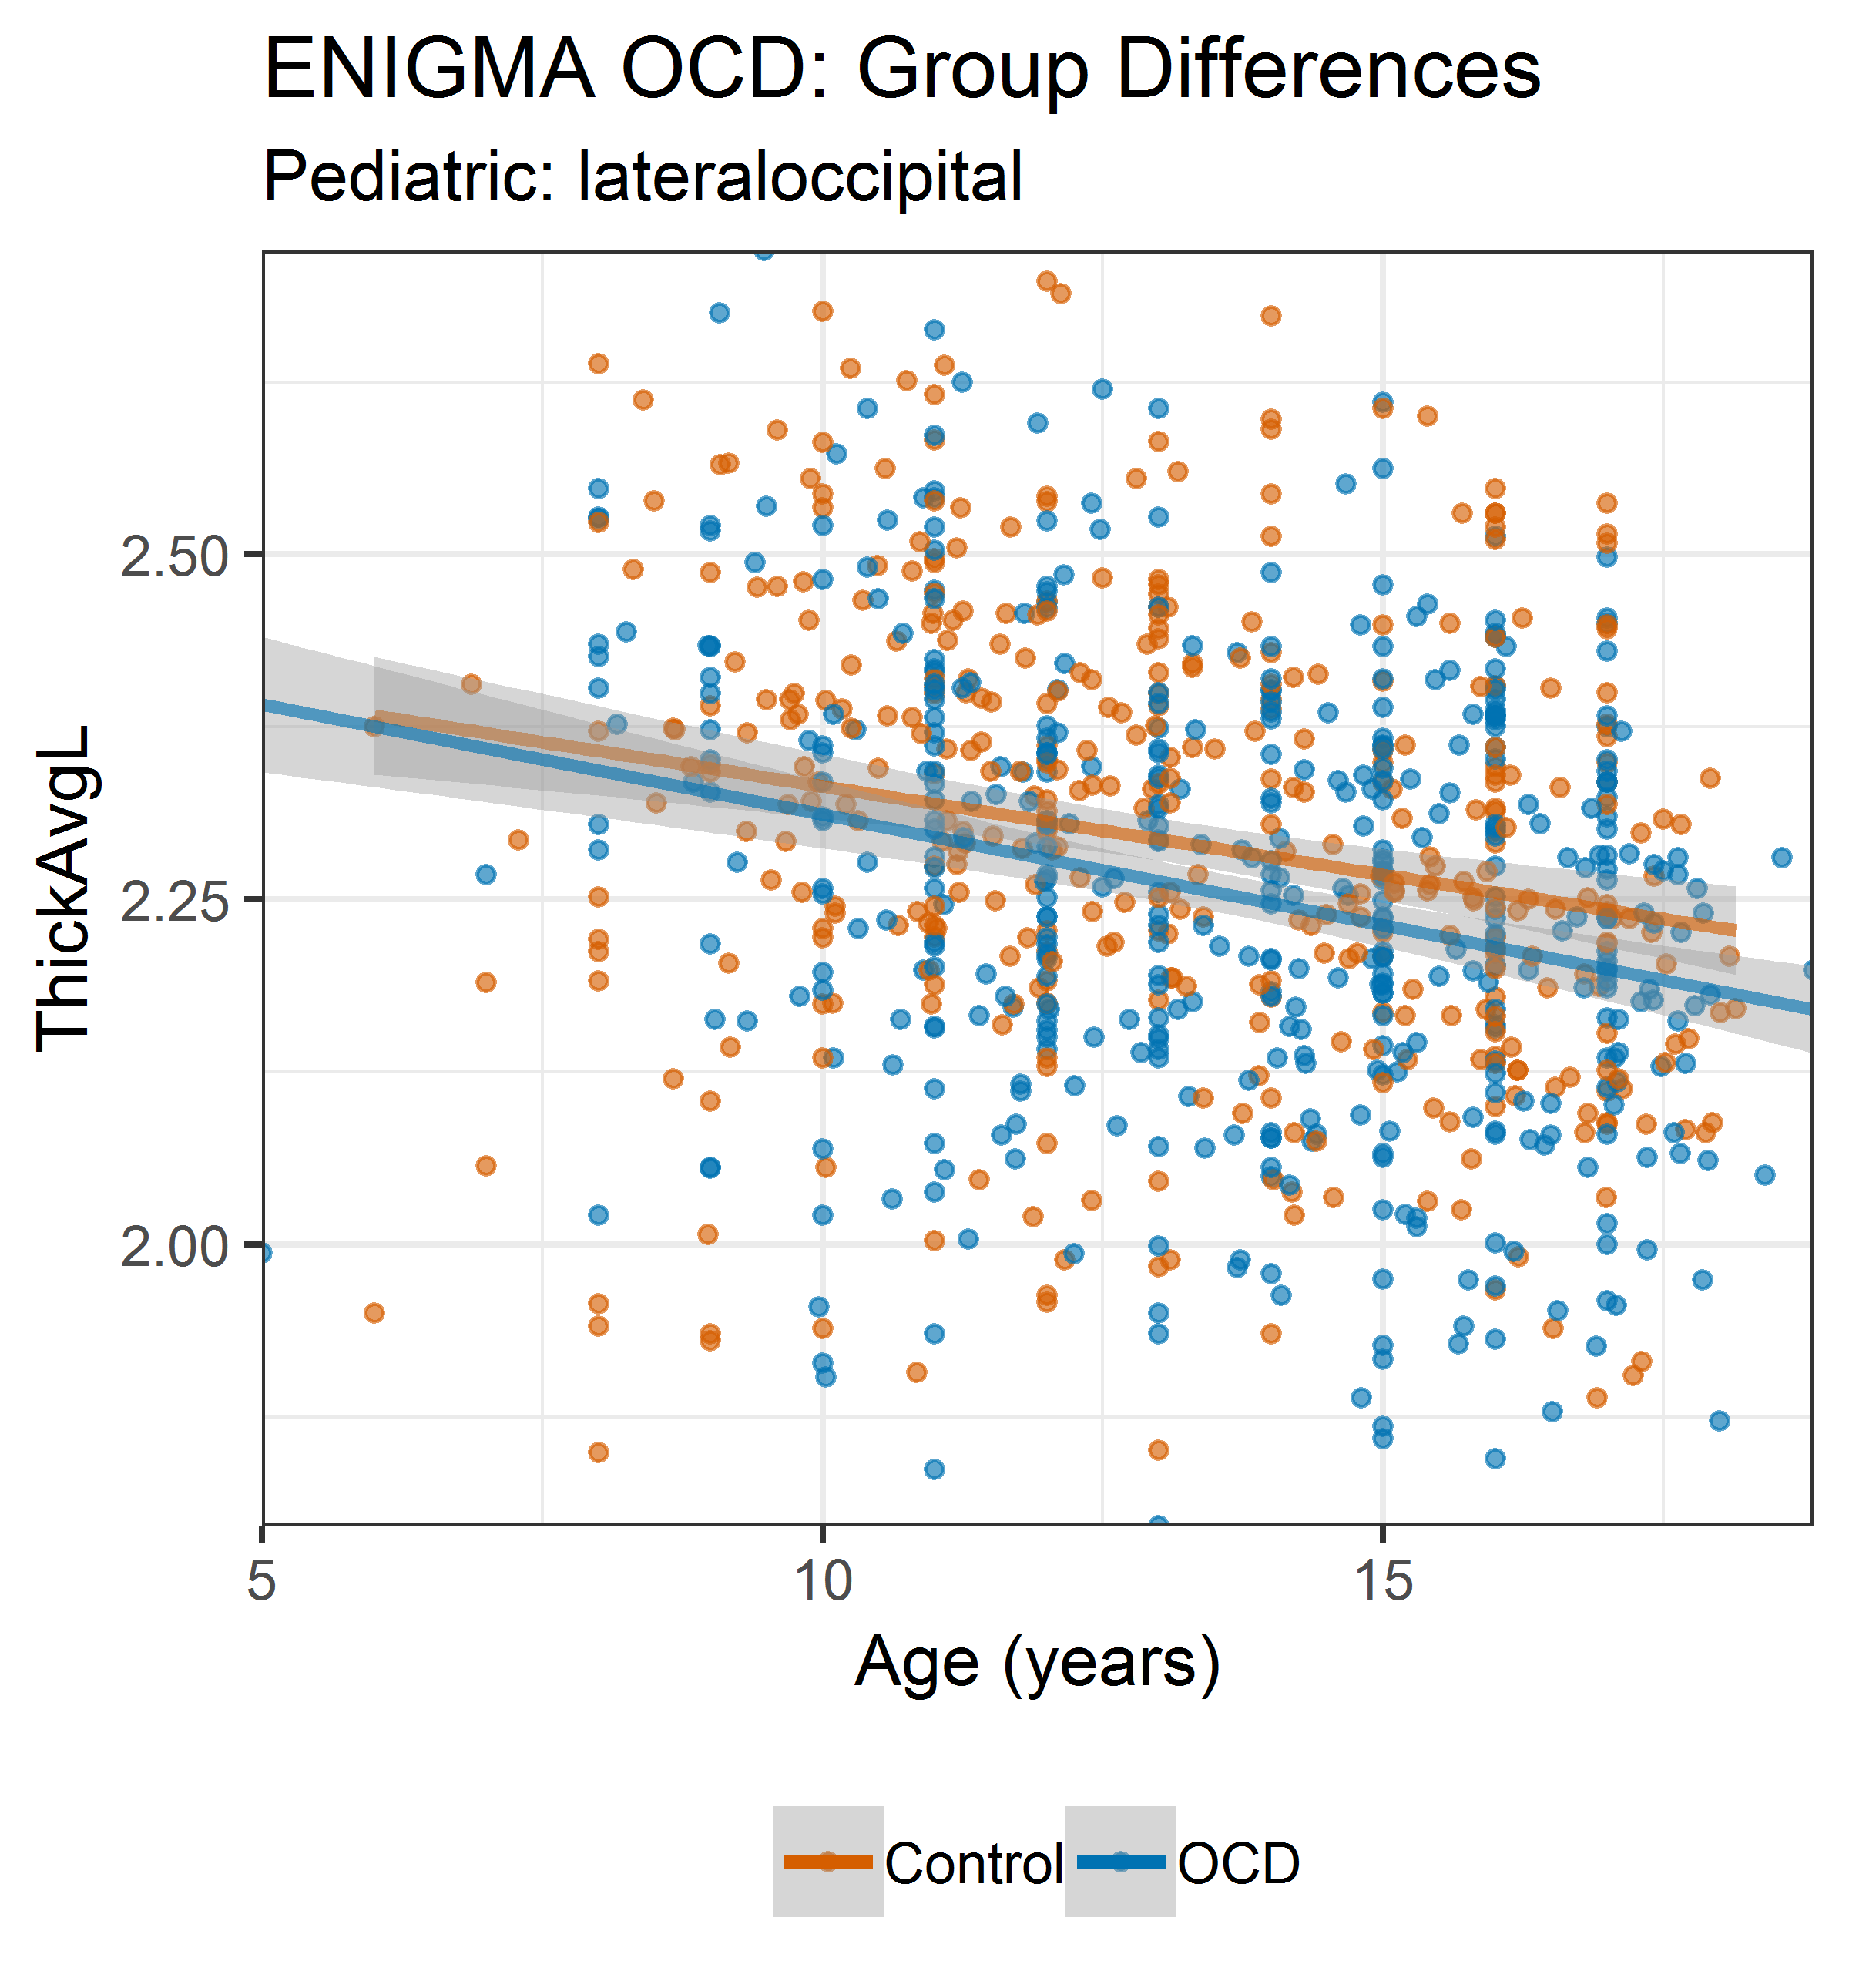 ENIGMA OCD: Group Differences
Pediatric: lateraloccipital
ThickAvgL
2.50
2.25
2.00
5 10 15
Age (years)
Control OCD